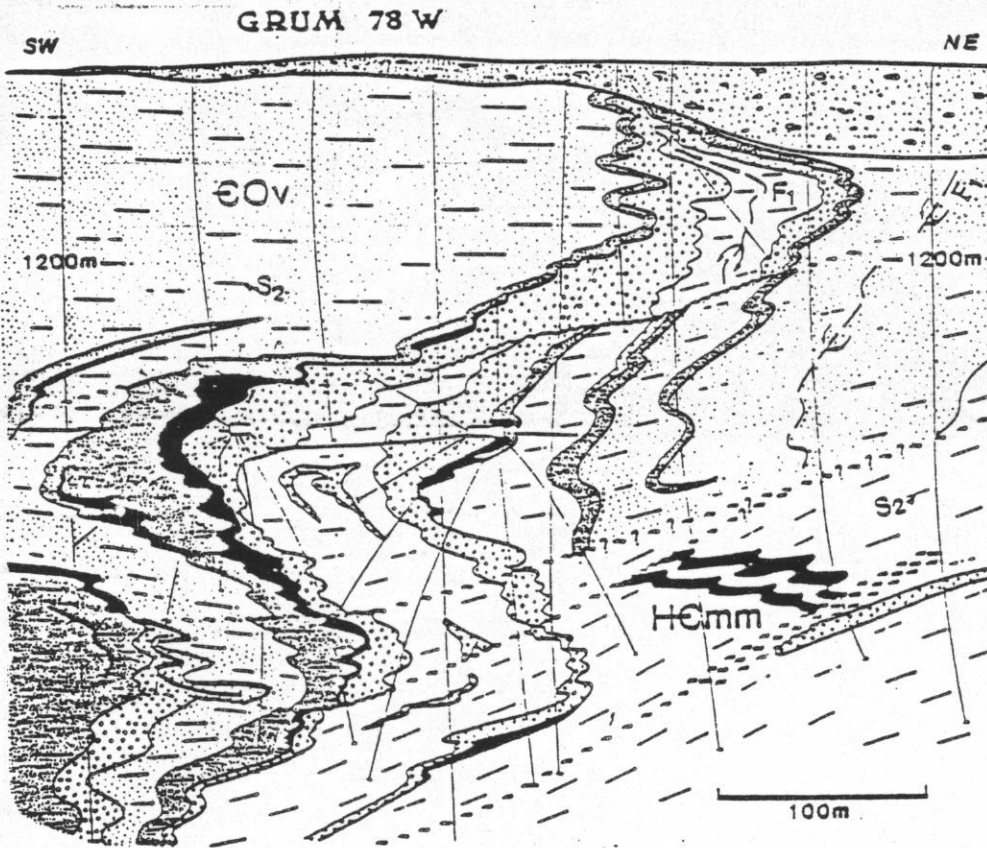 GRUM 78 W
SW
NE
ЄOv
F₁
1200m
1200m
S₂
S₂
? ? ? ? ?
? ? ? ?
HЄmm
100m